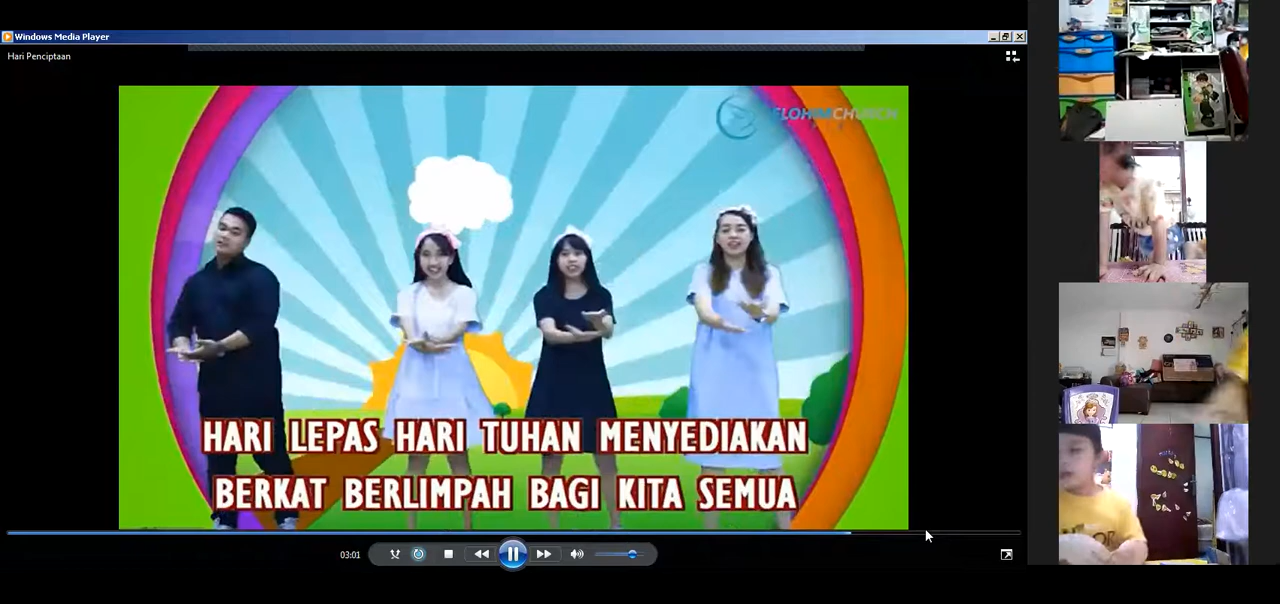 Windows Media Player
Hari Penciptaan
ELOHIM CHURCH
HARI LEPAS HARI TUHAN MENYEDIAKAN
BERKAT BERLIMPAH BAGI KITA SEMUA
03:01